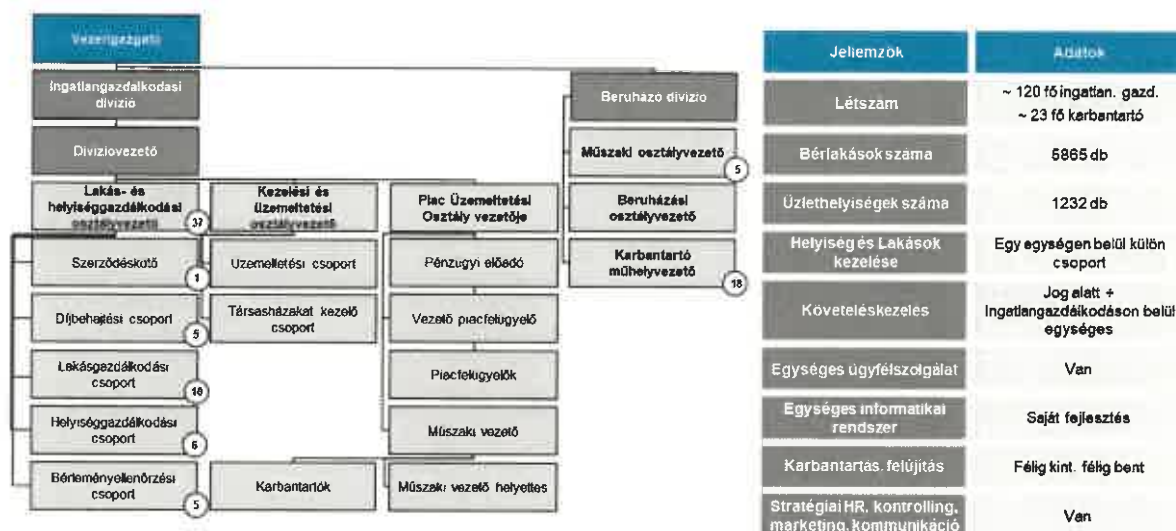 Vezérigazgató
Ingatlangazdálkodási
divízió
Divízióvezető
Lakás- és
helyiséggazdálkodási
osztályvezető
37
Szerződéskötő
1
Díjbehajtési csoport
5
Lakásgazdálkodási
csoport
18
Helyiséggazdálkodási
csoport
6
Bérleményellenőrzési
csoport
5
Kezelési és
üzemeltetési
osztályvezető
Üzemeltetési csoport
Társasházakat kezelő
csoport
Karbantartók
Piac Üzemeltetési
Osztály vezetője
Pénzügyi előadó
Vezető piacfelügyelő
Piacfelügyelők
Műszaki vezető
Műszaki vezető helyettes
Beruházó divízió
Műszaki osztályvezető
5
Beruházási
osztályvezető
Karbantartó
műhelyvezető
18
Jellemzők Adatok
Létszám ~ 120 fő ingatlan. gazd.
~ 23 fő karbantartó
Bérlakások száma 5865 db
Üzlethelyiségek száma 1232 db
Helyiség és Lakások
kezelése
Egy egységen belül külön
csoport
Követeléskezelés
Jog alatt +
Ingatlangazdálkodáson belül
egységes
Egységes ügyfélszolgálat Van
Egységes informatikai
rendszer
Saját fejlesztés
Karbantartás, felújítás Félig kint. félig bent
Stratégiai HR, kontrolling,
marketing, kommunikáció
Van